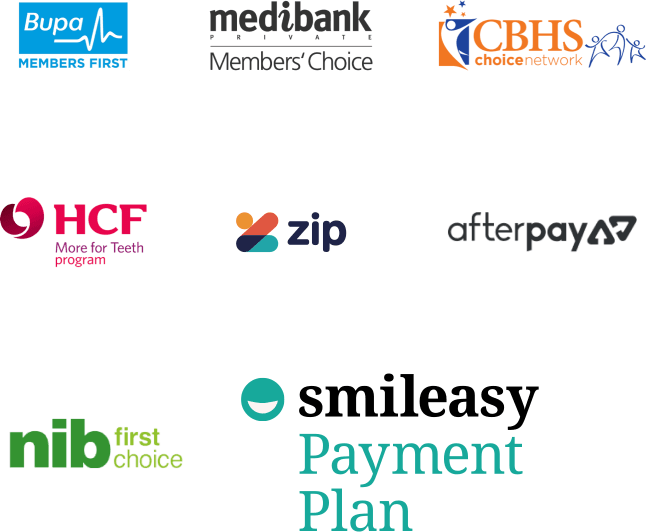 Bupa
MEMBERS FIRST
medibank
PRIVATE
Members' Choice
CBHS
choicenetwork
HCF
More for Teeth
program
zip
afterpay
nib first
choice
smileasy
Payment
Plan